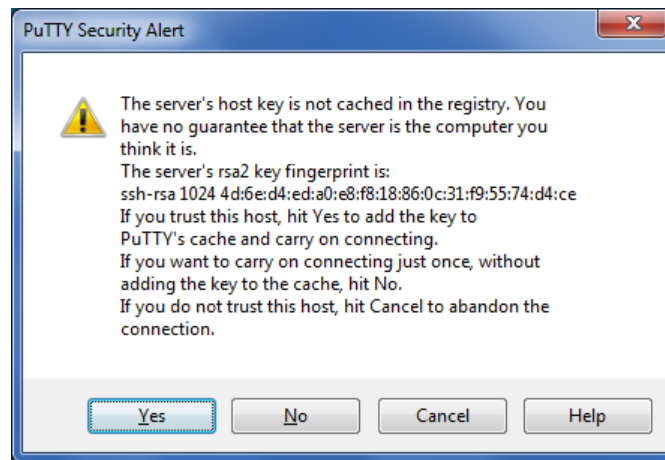 PuTTY Security Alert
The server's host key is not cached in the registry. You
have no guarantee that the server is the computer you
think it is.
The server's rsa2 key fingerprint is:
ssh-rsa 1024 4d:6e:d4:ed:a0:e8:f8:18:86:0c:31:f9:55:74:d4:ce
If you trust this host, hit Yes to add the key to
PuTTY's cache and carry on connecting.
If you want to carry on connecting just once, without
adding the key to the cache, hit No.
If you do not trust this host, hit Cancel to abandon the
connection.
Yes No Cancel Help